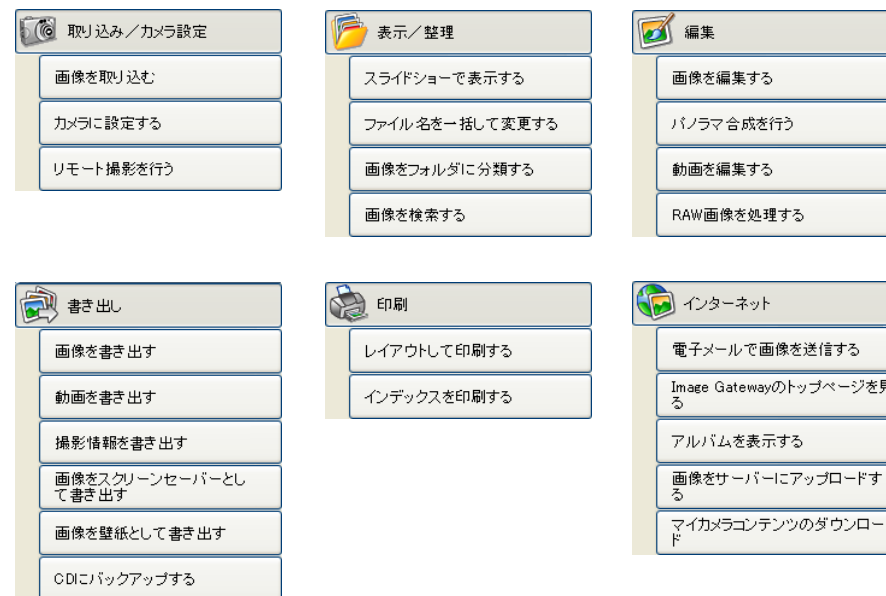 取り込み／カメラ設定
画像を取り込む
カメラに設定する
リモート撮影を行う
表示／整理
スライドショーで表示する
ファイル名を一括して変更する
画像をフォルダに分類する
画像を検索する
編集
画像を編集する
パノラマ合成を行う
動画を編集する
RAW画像を処理する
書き出し
画像を書き出す
動画を書き出す
撮影情報を書き出す
画像をスクリーンセーバーとし
て書き出す
画像を壁紙として書き出す
CDにバックアップする
印刷
レイアウトして印刷する
インデックスを印刷する
インターネット
電子メールで画像を送信する
Image Gatewayのトップページを見
る
アルバムを表示する
画像をサーバーにアップロードす
る
マイカメラコンテンツのダウンロー
ド